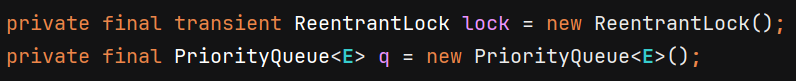 private final transient ReentrantLock lock = new ReentrantLock();
private final PriorityQueue<E> q = new PriorityQueue<E>();